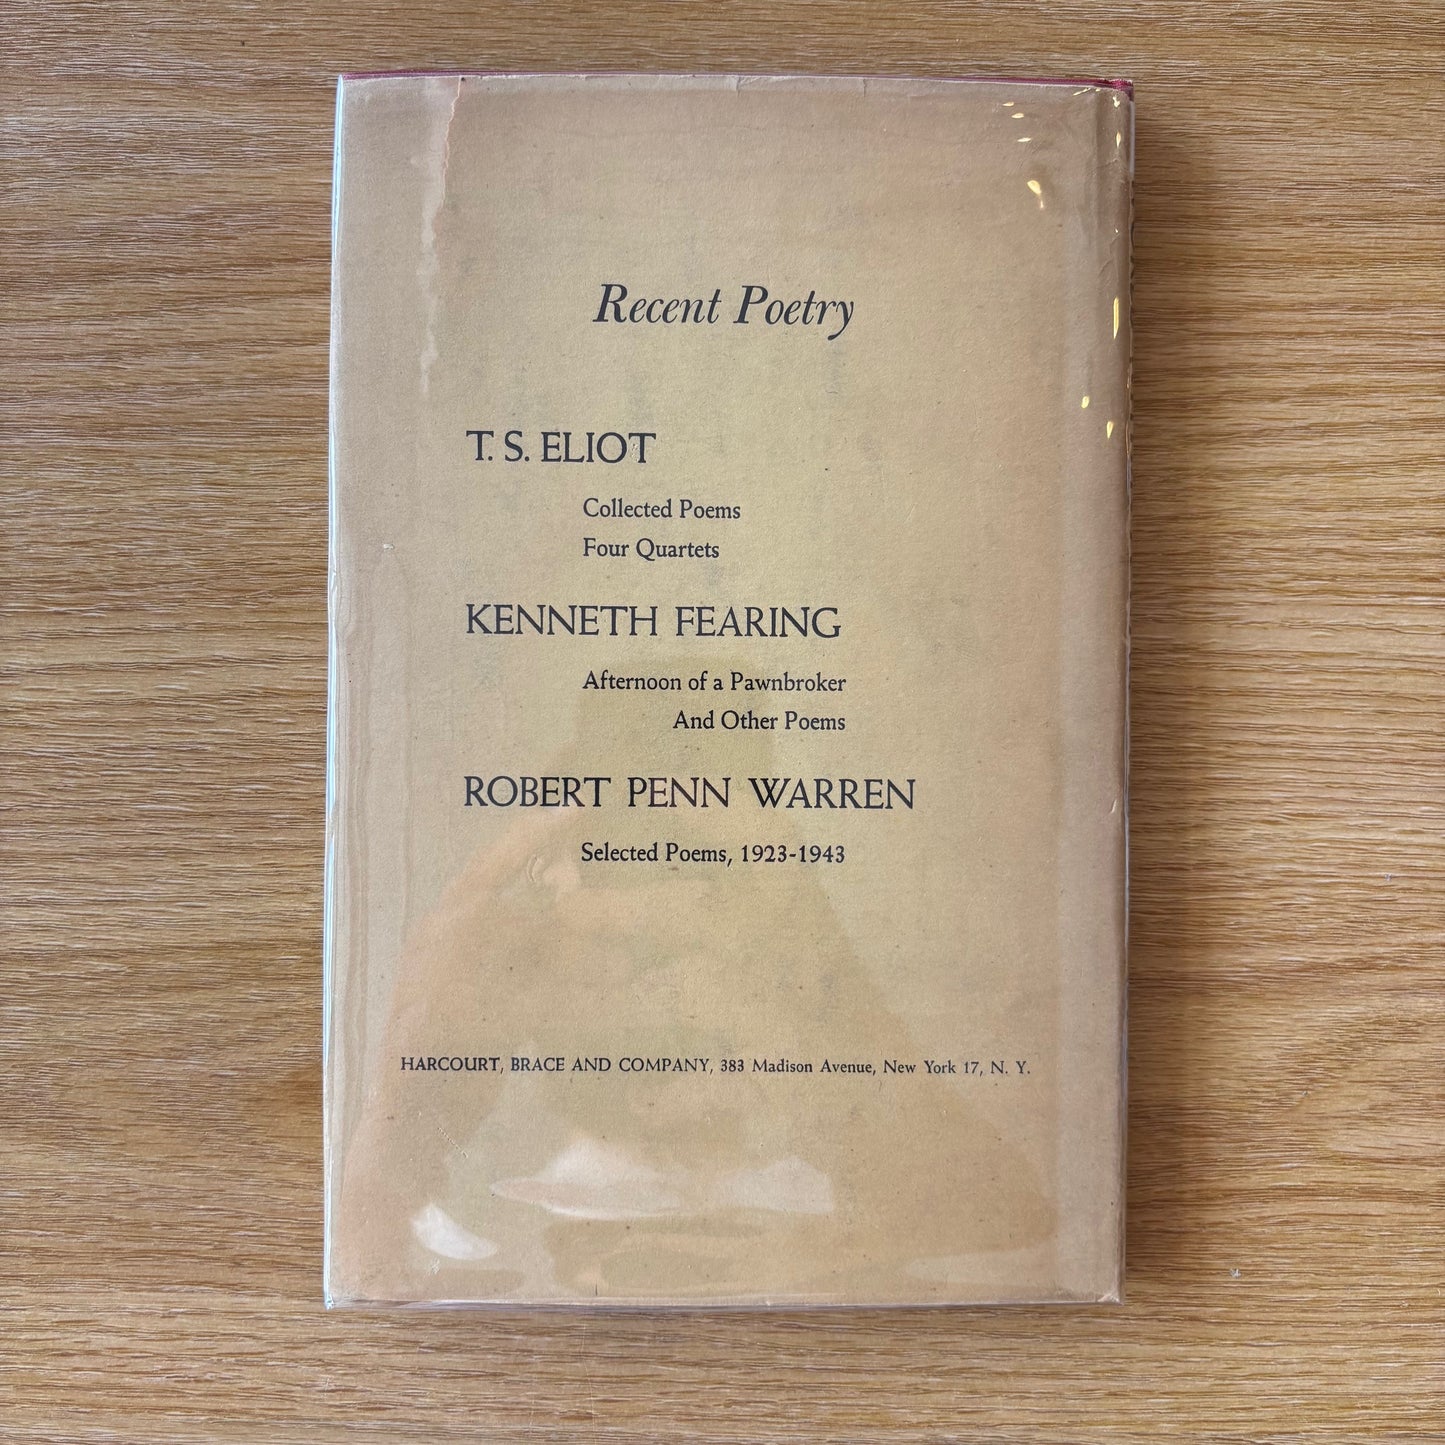 Recent Poetry
T. S. ELIOT
Collected Poems
Four Quartets
KENNETH FEARING
Afternoon of a Pawnbroker
And Other Poems
ROBERT PENN WARREN
Selected Poems, 1923-1943
HARCOURT, BRACE AND COMPANY, 383 Madison Avenue, New York 17, N. Y.